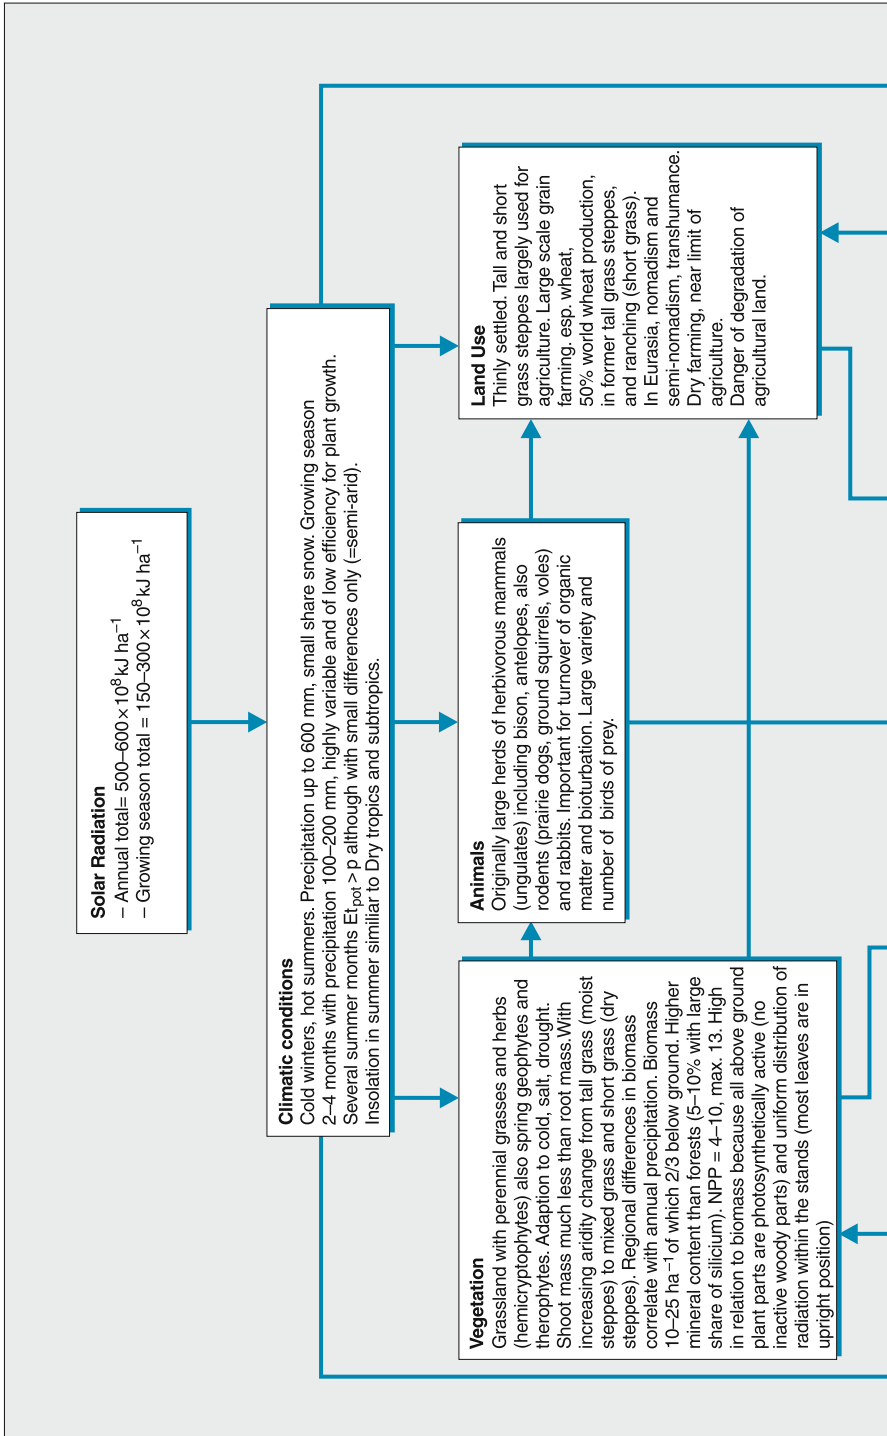 Solar Radiation
– Annual total= 500–600×10⁸kJ ha⁻¹
– Growing season total = 150–300×10⁸kJ ha⁻¹
Climatic conditions
Cold winters, hot summers. Precipitation up to 600 mm, small share snow. Growing season
2–4 months with precipitation 100–200 mm, highly variable and of low efficiency for plant growth.
Several summer months Etpot > p although with small differences only (=semi-arid).
Insolation in summer similiar to Dry tropics and subtropics.
Vegetation
Grassland with perennial grasses and herbs
(hemicryptophytes) also spring geophytes and
therophytes. Adaption to cold, salt, drought.
Shoot mass much less than root mass.With
increasing aridity change from tall grass (moist
steppes) to mixed grass and short grass (dry
steppes). Regional differences in biomass
correlate with annual precipitation. Biomass
10–25 ha⁻¹ of which 2/3 below ground. Higher
mineral content than forests (5–10% with large
share of silicium). NPP = 4–10, max. 13. High
in relation to biomass because all above ground
plant parts are photosynthetically active (no
inactive woody parts) and uniform distribution of
radiation within the stands (most leaves are in
upright position)
Animals
Originally large herds of herbivorous mammals
(ungulates) including bison, antelopes, also
rodents (prairie dogs, ground squirrels, voles)
and rabbits. Important for turnover of organic
matter and bioturbation. Large variety and
number of birds of prey.
Land Use
Thinly settled. Tall and short
grass steppes largely used for
agriculture. Large scale grain
farming. esp. wheat,
50% world wheat production,
in former tall grass steppes,
and ranching (short grass).
In Eurasia, nomadism and
semi-nomadism, transhumance.
Dry farming, near limit of
agriculture.
Danger of degradation of
agricultural land.